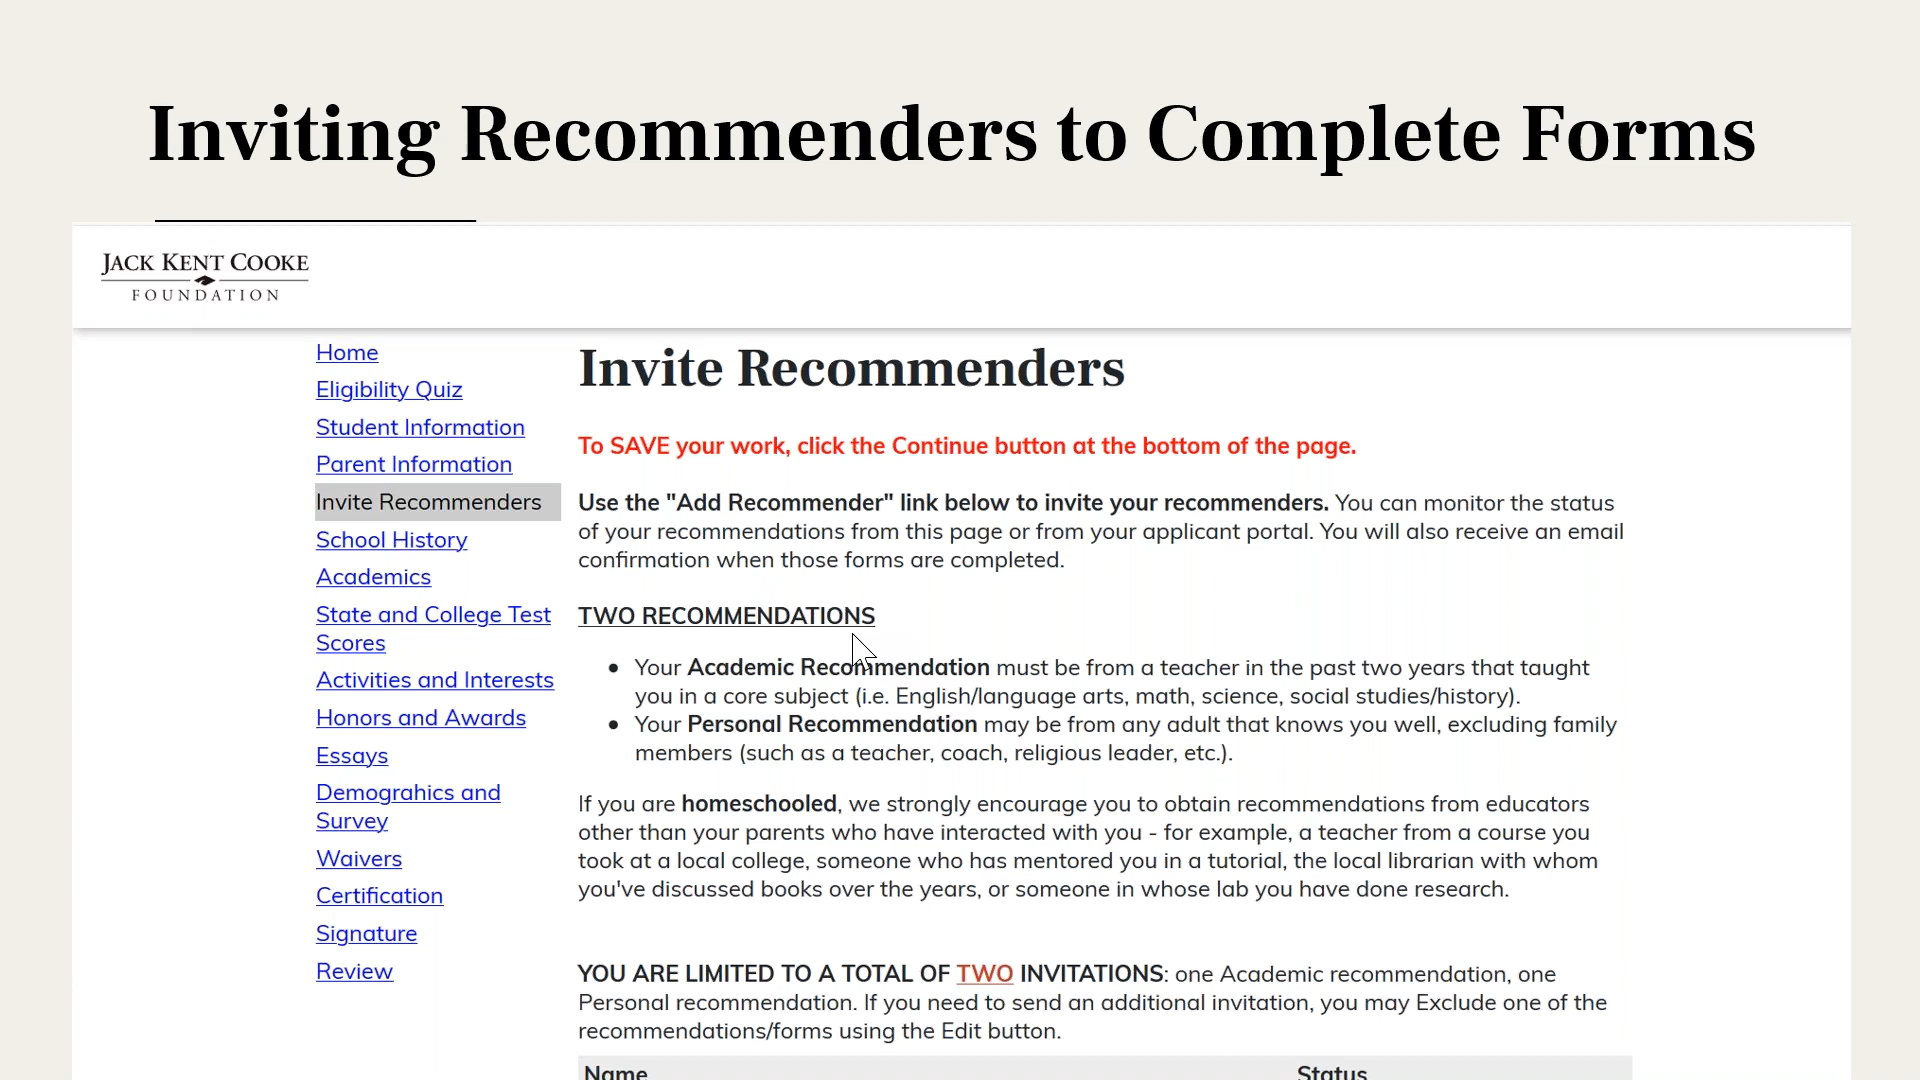 Inviting Recommenders to Complete Forms
JACK KENT COOKE
FOUNDATION
Home
Eligibility Quiz
Student Information
Parent Information
Invite Recommenders
School History
Academics
State and College Test
Scores
Activities and Interests
Honors and Awards
Essays
Demograhics and
Survey
Waivers
Certification
Signature
Review
Invite Recommenders
To SAVE your work, click the Continue button at the bottom of the page.
Use the "Add Recommender" link below to invite your recommenders. You can monitor the status
of your recommendations from this page or from your applicant portal. You will also receive an email
confirmation when those forms are completed.
TWO RECOMMENDATIONS
• Your Academic Recommendation must be from a teacher in the past two years that taught
you in a core subject (i.e. English/language arts, math, science, social studies/history).
• Your Personal Recommendation may be from any adult that knows you well, excluding family
members (such as a teacher, coach, religious leader, etc.).
If you are homeschooled, we strongly encourage you to obtain recommendations from educators
other than your parents who have interacted with you - for example, a teacher from a course you
took at a local college, someone who has mentored you in a tutorial, the local librarian with whom
you've discussed books over the years, or someone in whose lab you have done research.
YOU ARE LIMITED TO A TOTAL OF TWO INVITATIONS: one Academic recommendation, one
Personal recommendation. If you need to send an additional invitation, you may Exclude one of the
recommendations/forms using the Edit button.
Name Status